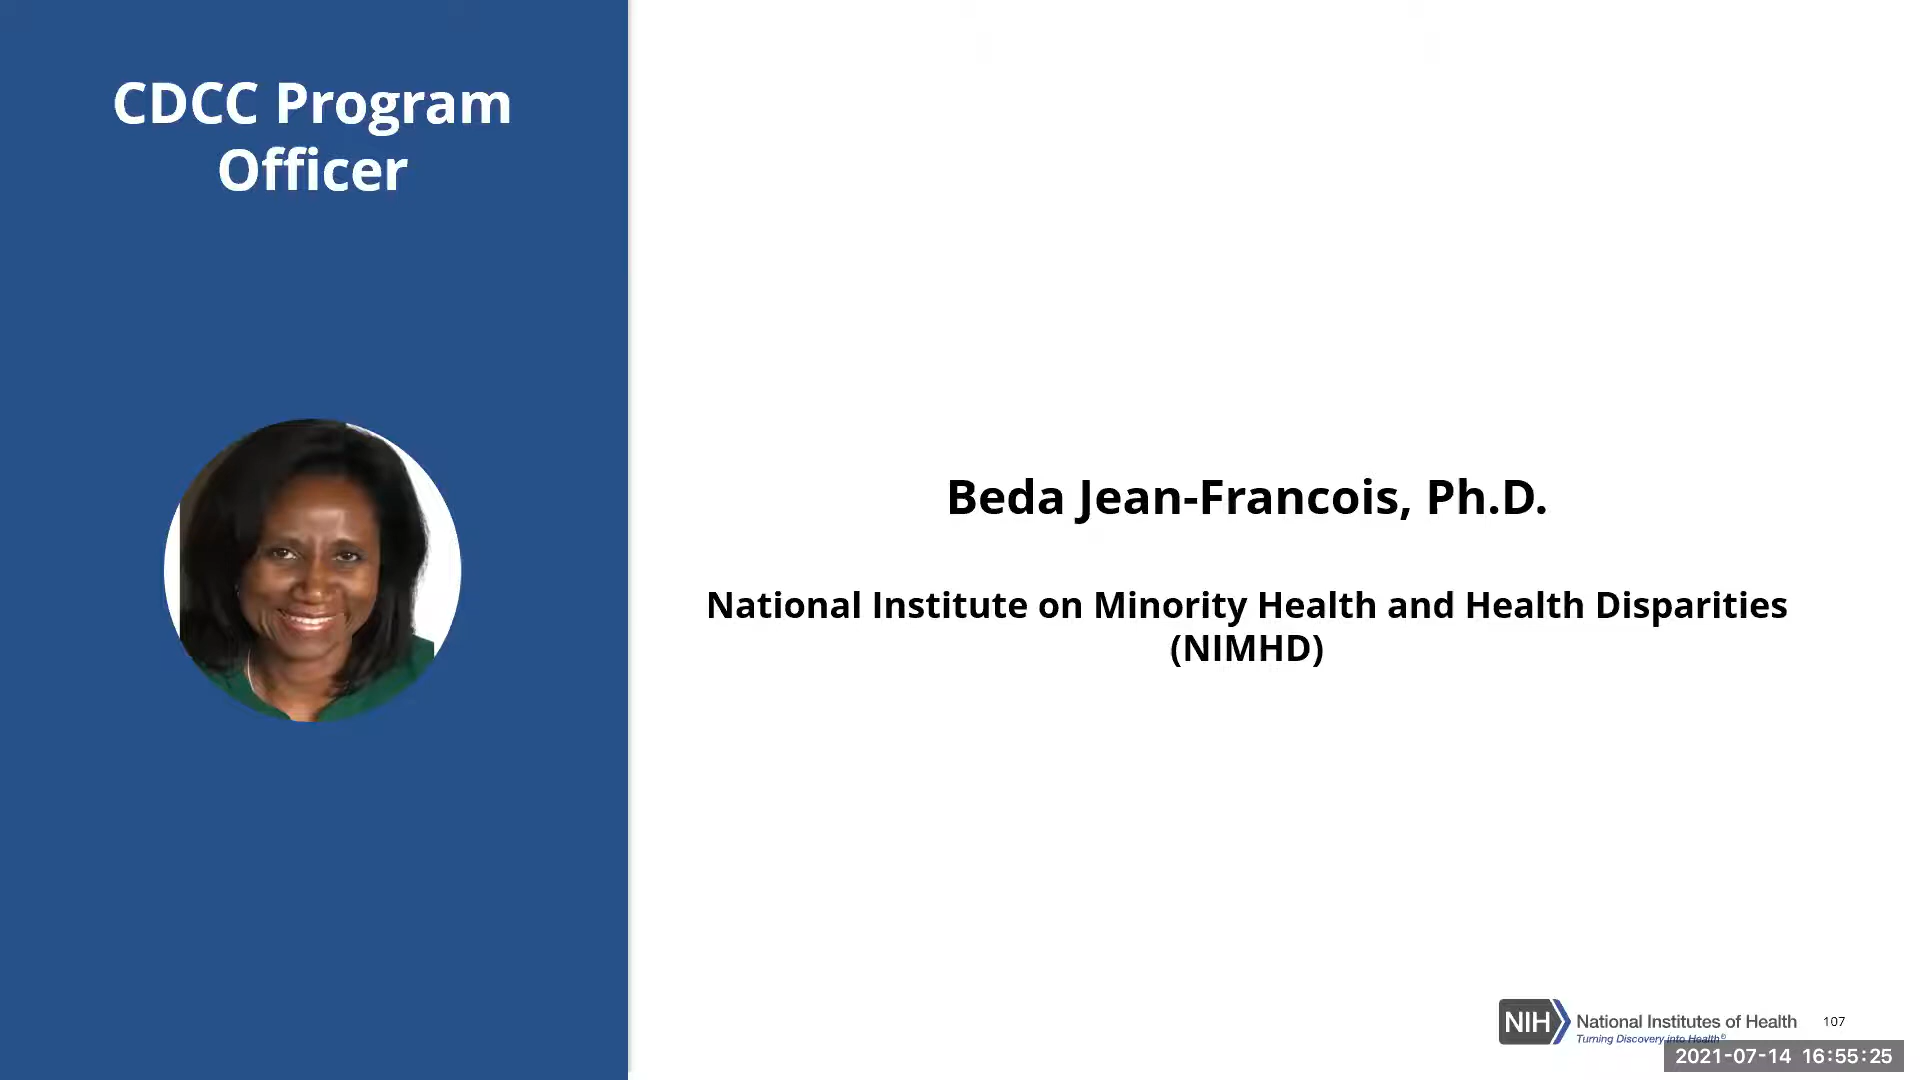 CDCC Program
Officer
Beda Jean-Francois, Ph.D.
National Institute on Minority Health and Health Disparities
(NIMHD)
NIH National Institutes of Health
Turning Discovery into Health®
107
2021-07-14 16:55:25